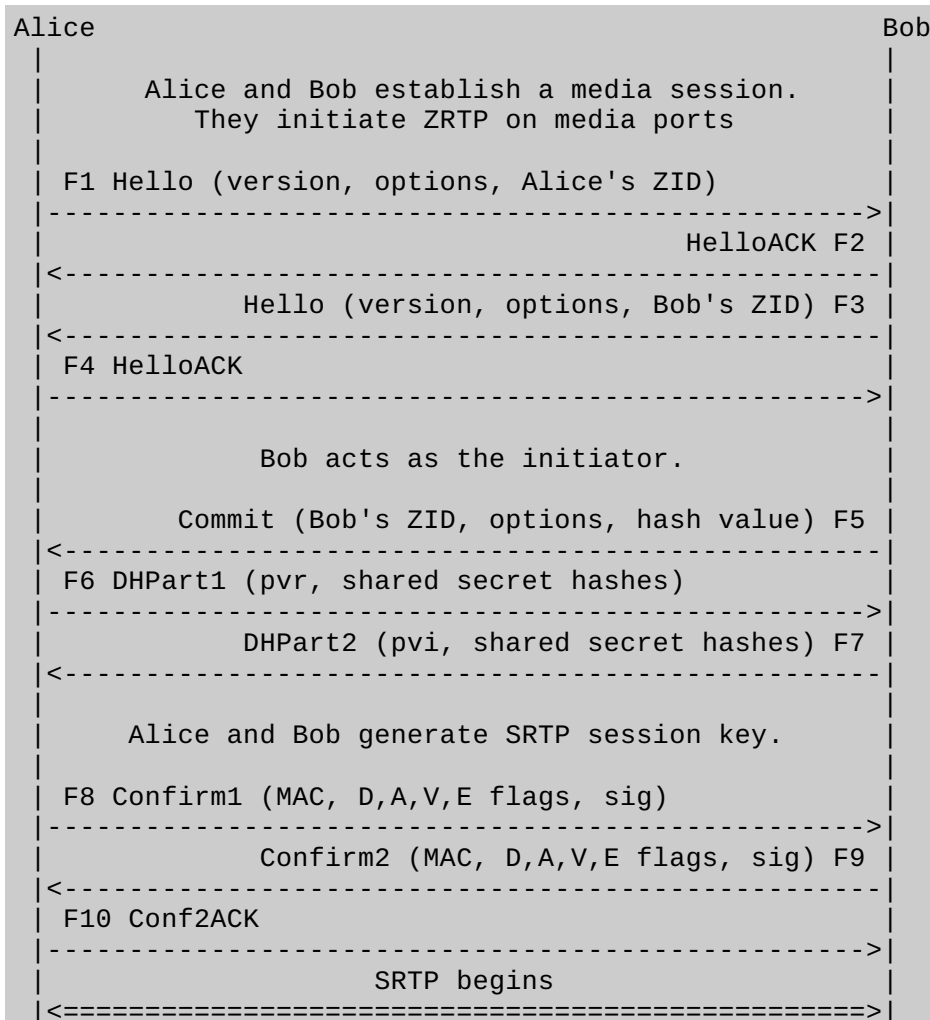 Alice Bob
Alice and Bob establish a media session.
They initiate ZRTP on media ports
F1 Hello (version, options, Alice's ZID)
HelloACK F2
Hello (version, options, Bob's ZID) F3
F4 HelloACK
Bob acts as the initiator.
Commit (Bob's ZID, options, hash value) F5
F6 DHPart1 (pvr, shared secret hashes)
DHPart2 (pvi, shared secret hashes) F7
Alice and Bob generate SRTP session key.
F8 Confirm1 (MAC, D,A,V,E flags, sig)
Confirm2 (MAC, D,A,V,E flags, sig) F9
F10 Conf2ACK
SRTP begins